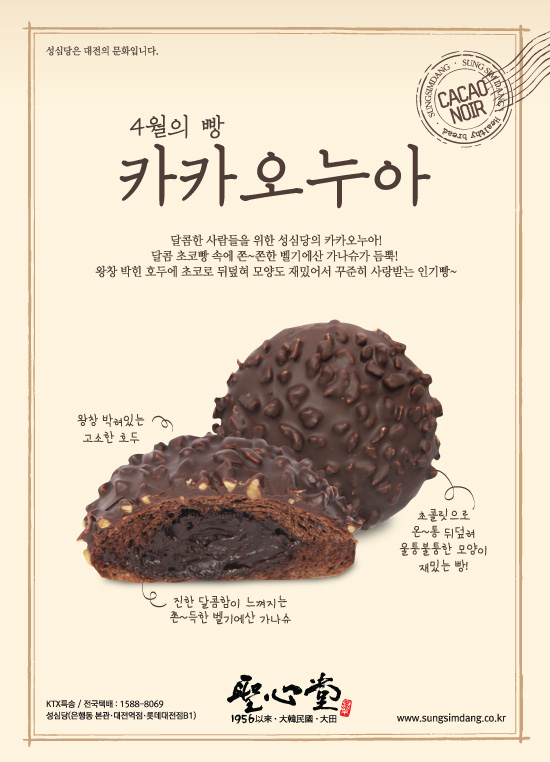 성심당은 대전의 문화입니다.
SUNGSIMDANG · SUNGSIMDANG · Healthy bread ·
CACAO
NOIR
4월의 빵
카카오누아
달콤한 사람들을 위한 성심당의 카카오누아!
달콤 초코빵 속에 쫀~쫀한 벨기에산 가나슈가 듬뿍!
왕창 박힌 호두에 초코로 뒤덮혀 모양도 재밌어서 꾸준히 사랑받는 인기빵~
왕창 박혀있는
고소한 호두
초콜릿으로
온~통 뒤덮혀
울퉁불퉁한 모양이
재밌는 빵!
진한 달콤함이 느껴지는
쫀~득한 벨기에산 가나슈
KTX특송 / 전국택배 : 1588-8069
성심당(은행동 본관·대전역점·롯데대전점B1)
聖心堂
1956以來·大韓民國·大田
www.sungsimdang.co.kr